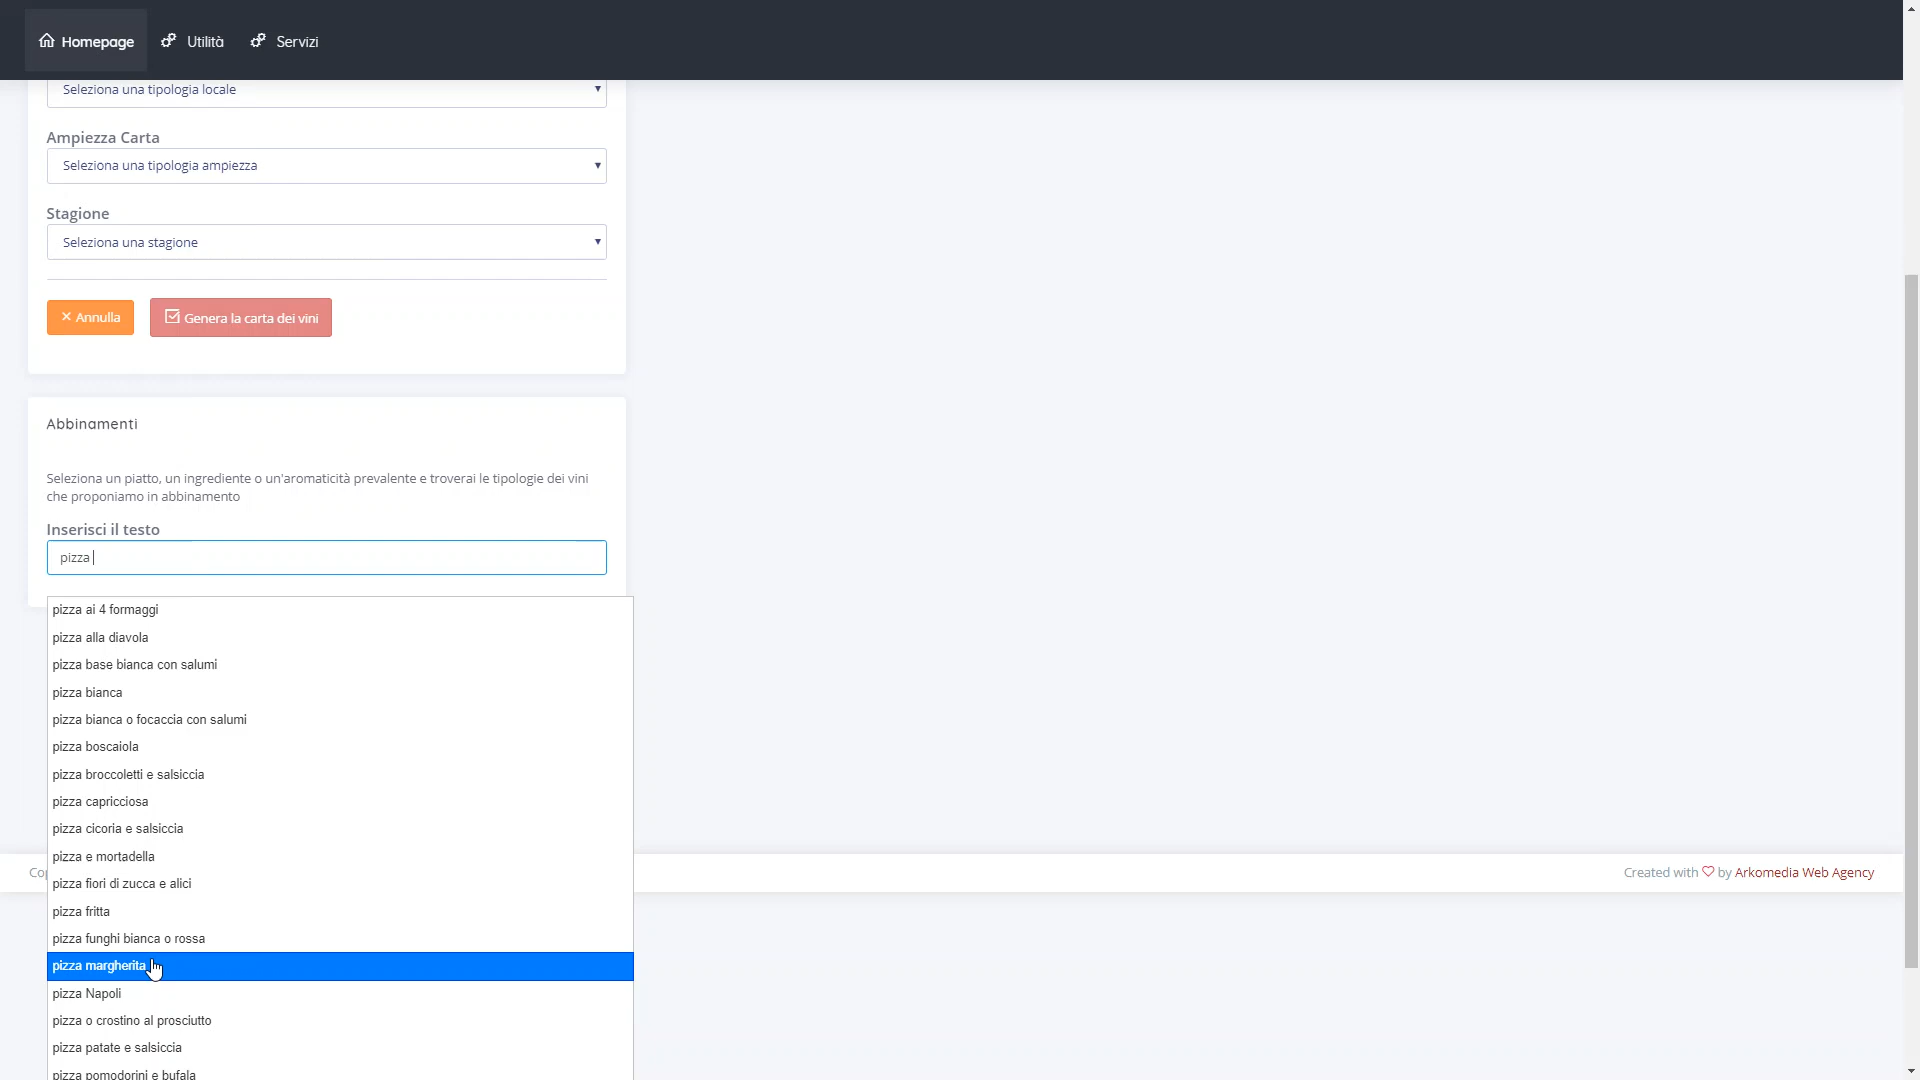 Homepage Utilità Servizi
Seleziona una tipologia locale
Ampiezza Carta
Seleziona una tipologia ampiezza
Stagione
Seleziona una stagione
Annulla Genera la carta dei vini
Abbinamenti
Seleziona un piatto, un ingrediente o un'aromaticità prevalente e troverai le tipologie dei vini
che proponiamo in abbinamento
Inserisci il testo
pizza
pizza ai 4 formaggi
pizza alla diavola
pizza base bianca con salumi
pizza bianca
pizza bianca o focaccia con salumi
pizza boscaiola
pizza broccoletti e salsiccia
pizza capricciosa
pizza cicoria e salsiccia
pizza e mortadella
Created with by Arkomedia Web Agency
pizza fiori di zucca e alici
pizza fritta
pizza funghi bianca o rossa
pizza margherita
pizza Napoli
pizza o crostino al prosciutto
pizza patate e salsiccia
pizza pomodorini e bufala